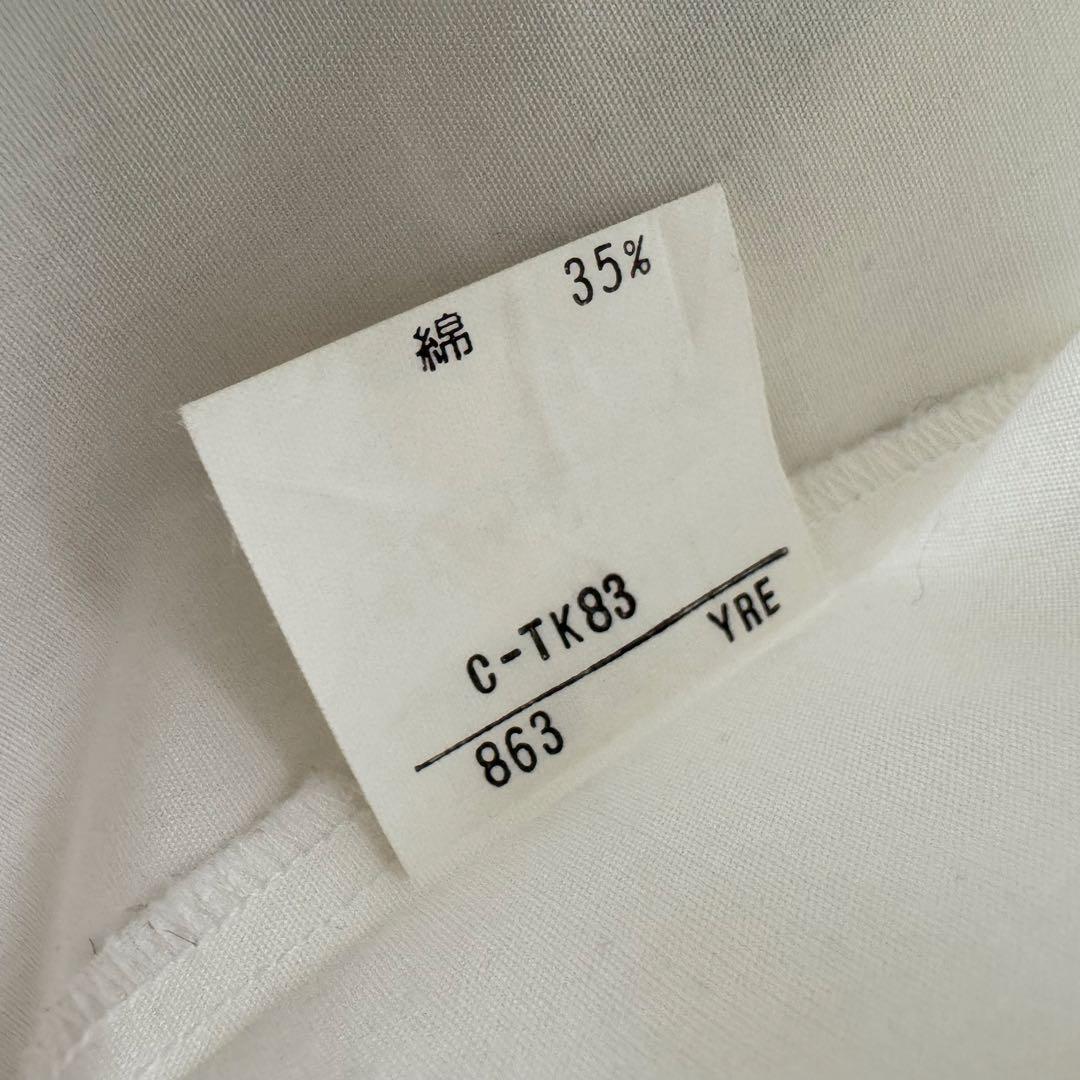 綿 35%
C-TK83
863 YRE